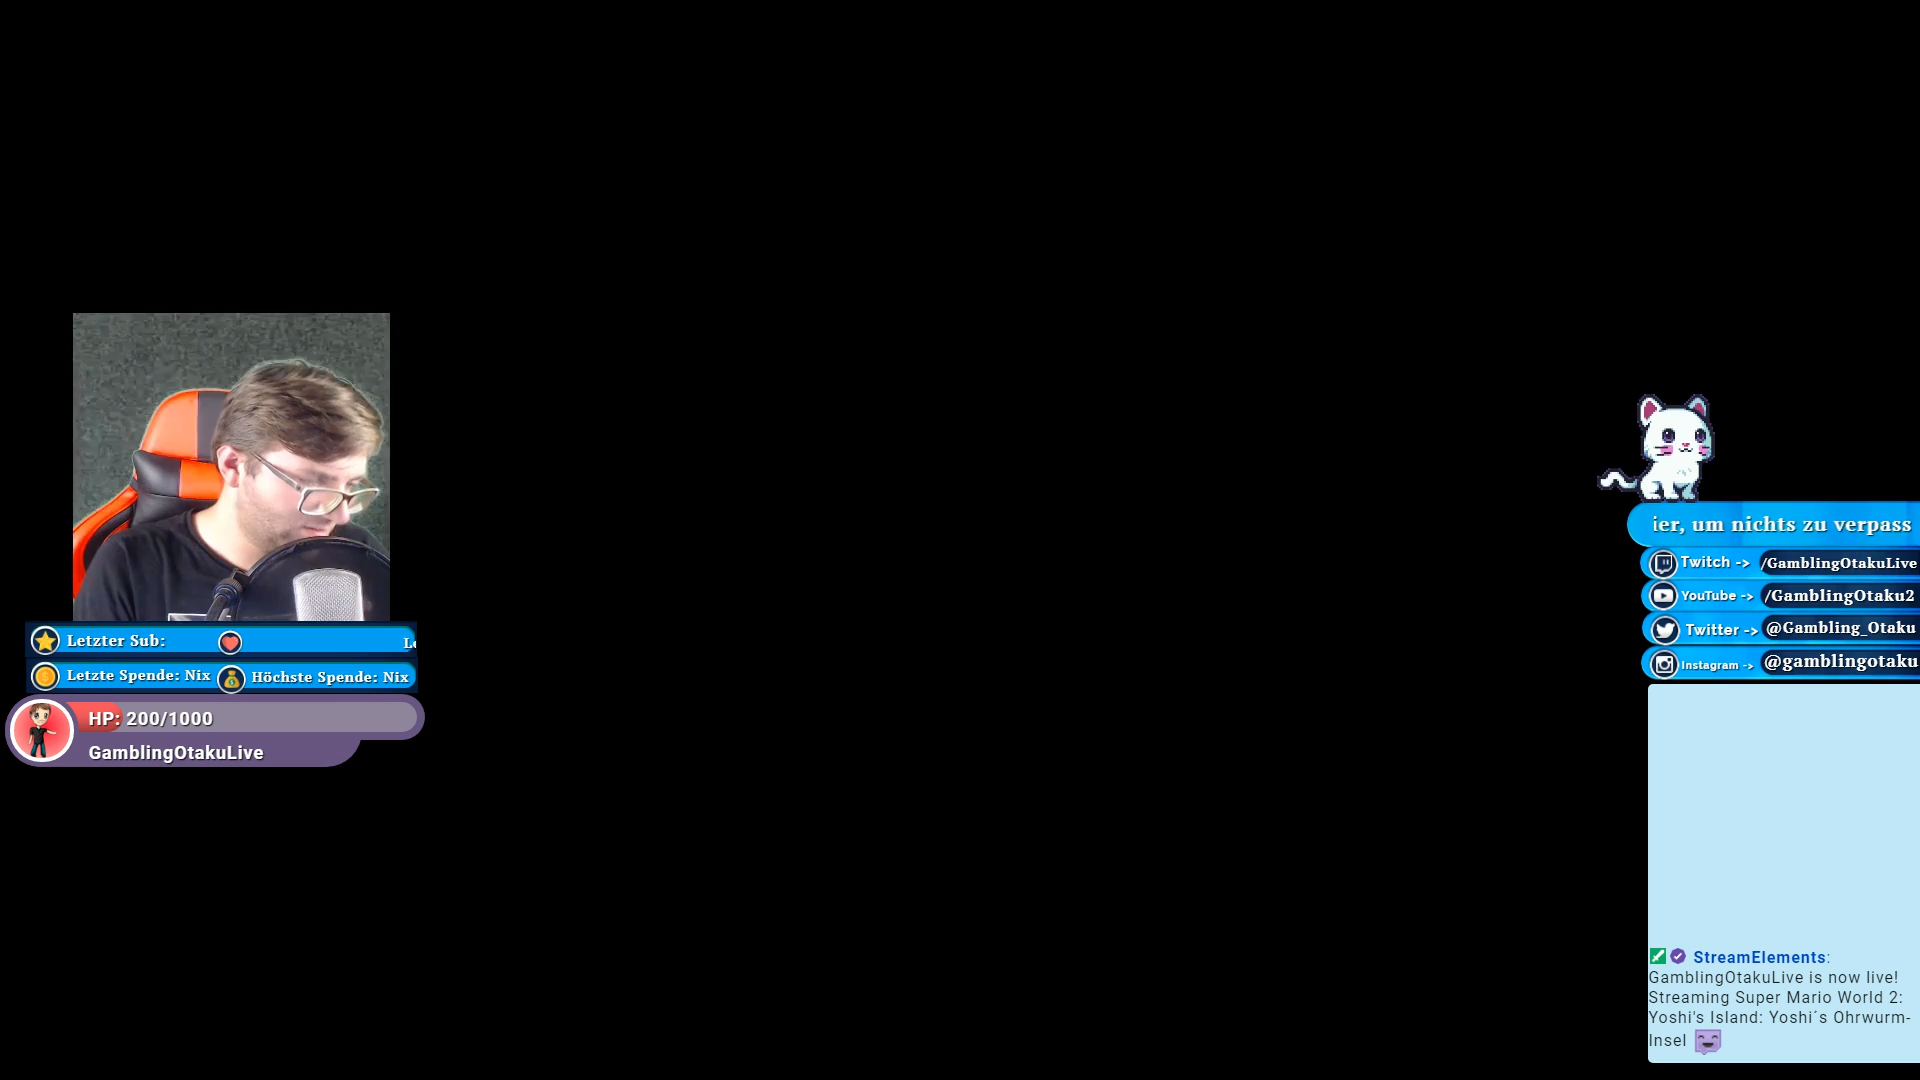 Letzter Sub:
Le
Letzte Spende: Nix
Höchste Spende: Nix
HP: 200/1000
GamblingOtakuLive
ier, um nichts zu verpass
Twitch -> /GamblingOtakuLive
YouTube -> /GamblingOtaku2
Twitter -> @Gambling_Otaku
Instagram -> @gamblingotaku
StreamElements:
GamblingOtakuLive is now live!
Streaming Super Mario World 2:
Yoshi's Island: Yoshi´s Ohrwurm-
Insel